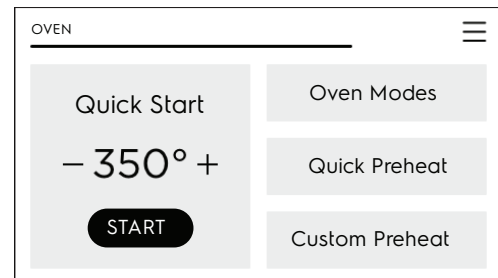 OVEN
Quick Start
– 350° +
START
Oven Modes
Quick Preheat
Custom Preheat